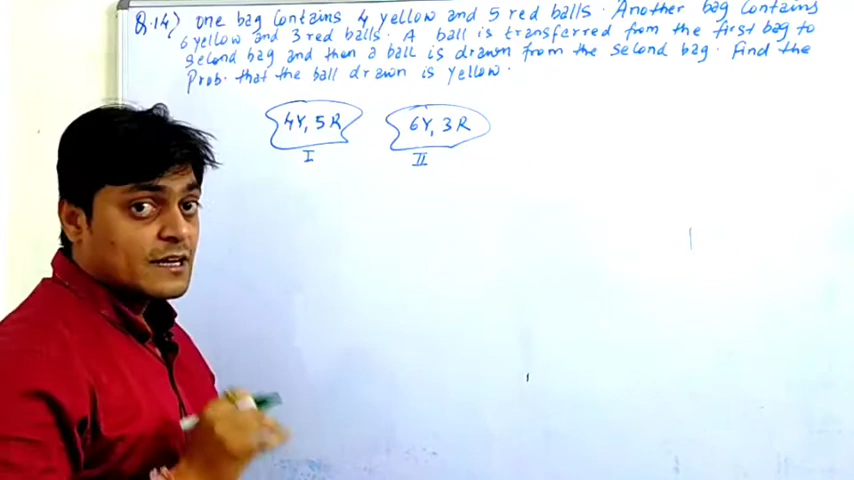 Q.14) One bag contains 4 yellow and 5 red balls. Another bag contains
6 yellow and 3 red balls. A ball is transferred from the first bag to
second bag and then a ball is drawn from the second bag. Find the
Prob. that the ball drawn is yellow.
4Y, 5R 6Y, 3R
I II